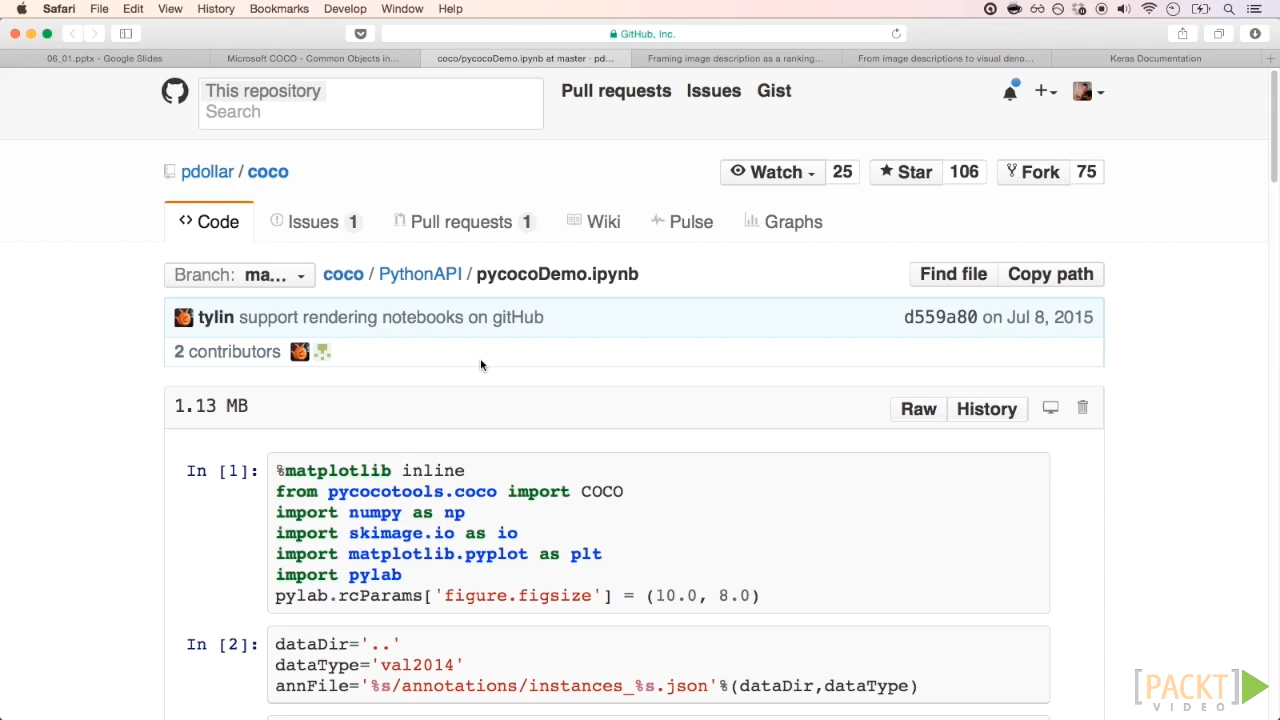 Safari File Edit View History Bookmarks Develop Window Help
GitHub, Inc.
06_01.pptx - Google Slides
Microsoft COCO - Common Objects in...
coco/pycocoDemo.ipynb at master · pd...
Framing image description as a ranking...
From image descriptions to visual deno...
Keras Documentation
This repository
Search
Pull requests Issues Gist
pdollar / coco
Watch 25 Star 106 Fork 75
Code Issues 1 Pull requests 1 Wiki Pulse Graphs
Branch: ma... coco / PythonAPI / pycocoDemo.ipynb Find file Copy path
tylin support rendering notebooks on gitHub d559a80 on Jul 8, 2015
2 contributors
1.13 MB Raw History
In [1]: %matplotlib inline
from pycocotools.coco import COCO
import numpy as np
import skimage.io as io
import matplotlib.pyplot as plt
import pylab
pylab.rcParams['figure.figsize'] = (10.0, 8.0)
In [2]: dataDir='..'
dataType='val2014'
annFile='%s/annotations/instances_%s.json'%(dataDir,dataType)
[PACKT]
VIDEO